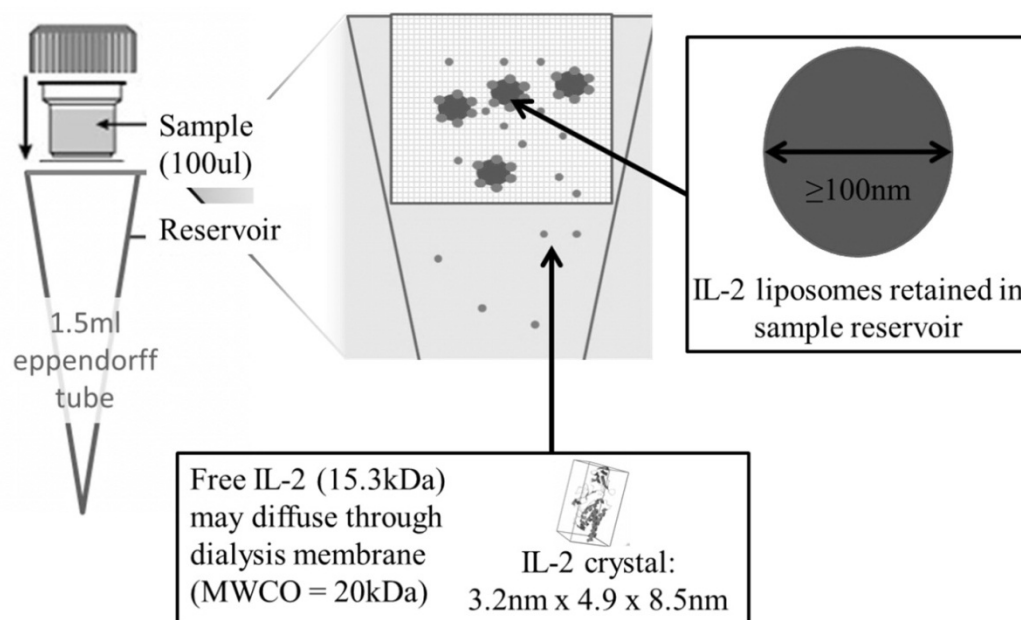 Sample
(100ul)
Reservoir
1.5ml
eppendorff
tube
≥100nm
IL-2 liposomes retained in
sample reservoir
Free IL-2 (15.3kDa)
may diffuse through
dialysis membrane
(MWCO = 20kDa)
IL-2 crystal:
3.2nm x 4.9 x 8.5nm